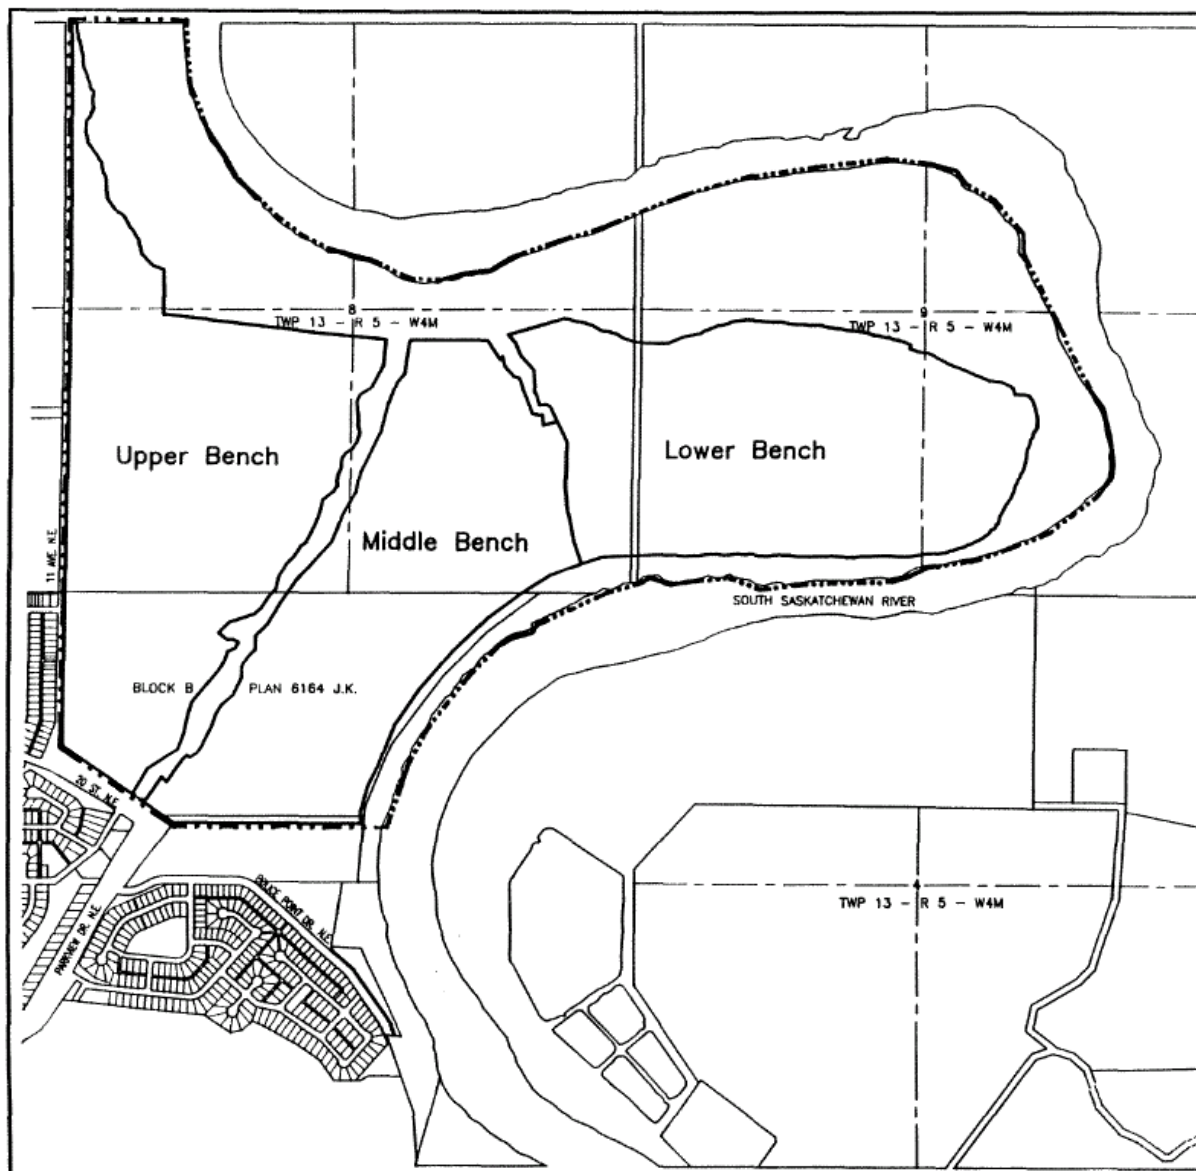 8
TWP 13 - R 5 - W4M
9
TWP 13 - R 5 - W4M
Upper Bench
Lower Bench
Middle Bench
11 AVE N.E.
SOUTH SASKATCHEWAN RIVER
BLOCK B
PLAN 6164 J.K.
20 ST. N.E.
4
TWP 13 - R 5 - W4M
POLICE POINT DR. N.E.
PARKVIEW DR. N.E.